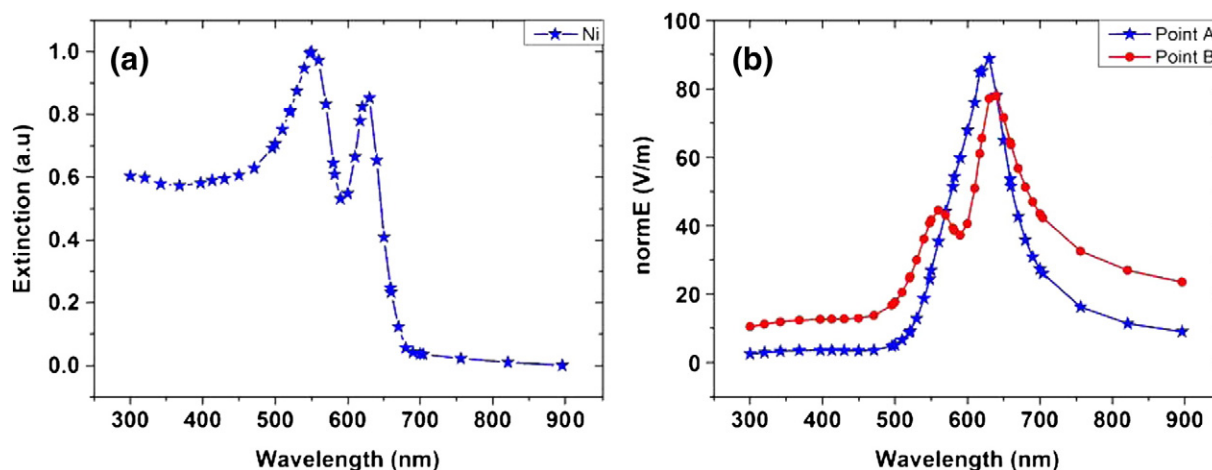 (a)
Ni
1.0
0.8
0.6
0.4
0.2
0.0
Extinction (a.u)
300 400 500 600 700 800 900
Wavelength (nm)
(b)
Point A
Point B
100
80
60
40
20
0
normE (V/m)
300 400 500 600 700 800 900
Wavelength (nm)